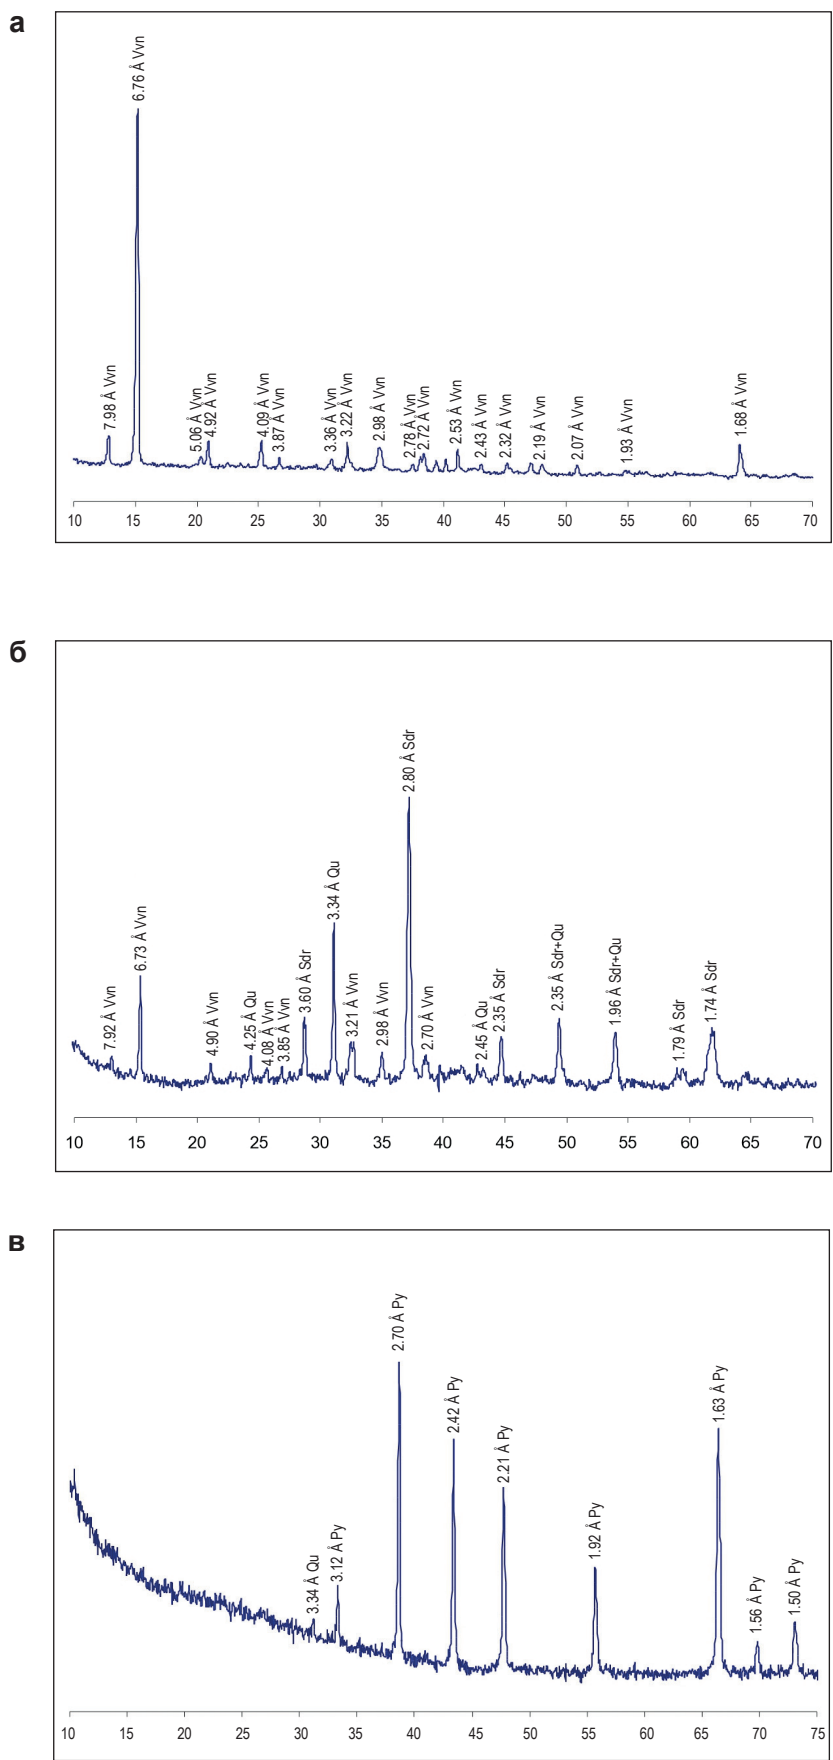 а
6.76 Å Vvn
7.98 Å Vvn
5.06 Å Vvn
4.92 Å Vvn
4.09 Å Vvn
3.87 Å Vvn
3.36 Å Vvn
3.22 Å Vvn
2.98 Å Vvn
2.78 Å Vvn
2.72 Å Vvn
2.53 Å Vvn
2.43 Å Vvn
2.32 Å Vvn
2.19 Å Vvn
2.07 Å Vvn
1.93 Å Vvn
1.68 Å Vvn
10 15 20 25 30 35 40 45 50 55 60 65 70
б
7.92 Å Vvn
6.73 Å Vvn
4.90 Å Vvn
4.25 Å Qu
4.08 Å Vvn
3.85 Å Vvn
3.60 Å Sdr
3.34 Å Qu
3.21 Å Vvn
2.98 Å Vvn
2.80 Å Sdr
2.70 Å Vvn
2.45 Å Qu
2.35 Å Sdr
2.35 Å Sdr+Qu
1.96 Å Sdr+Qu
1.79 Å Sdr
1.74 Å Sdr
10 15 20 25 30 35 40 45 50 55 60 65 70
в
3.34 Å Qu
3.12 Å Py
2.70 Å Py
2.42 Å Py
2.21 Å Py
1.92 Å Py
1.63 Å Py
1.56 Å Py
1.50 Å Py
10 15 20 25 30 35 40 45 50 55 60 65 70 75